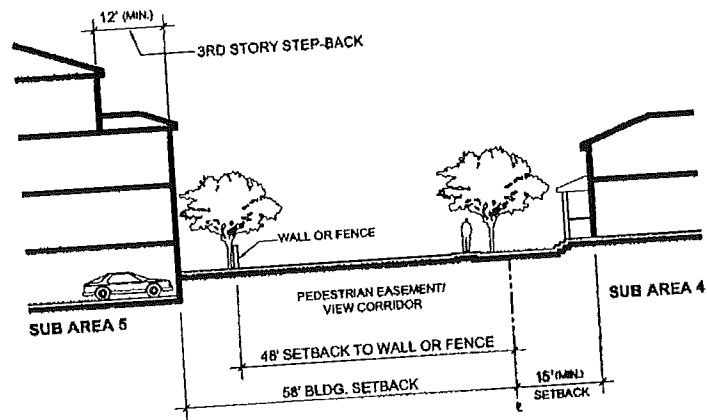 12' (MIN.)
3RD STORY STEP-BACK
WALL OR FENCE
PEDESTRIAN EASEMENT/
VIEW CORRIDOR
SUB AREA 5
SUB AREA 4
48' SETBACK TO WALL OR FENCE
58' BLDG. SETBACK
15' (MIN.)
SETBACK
℄